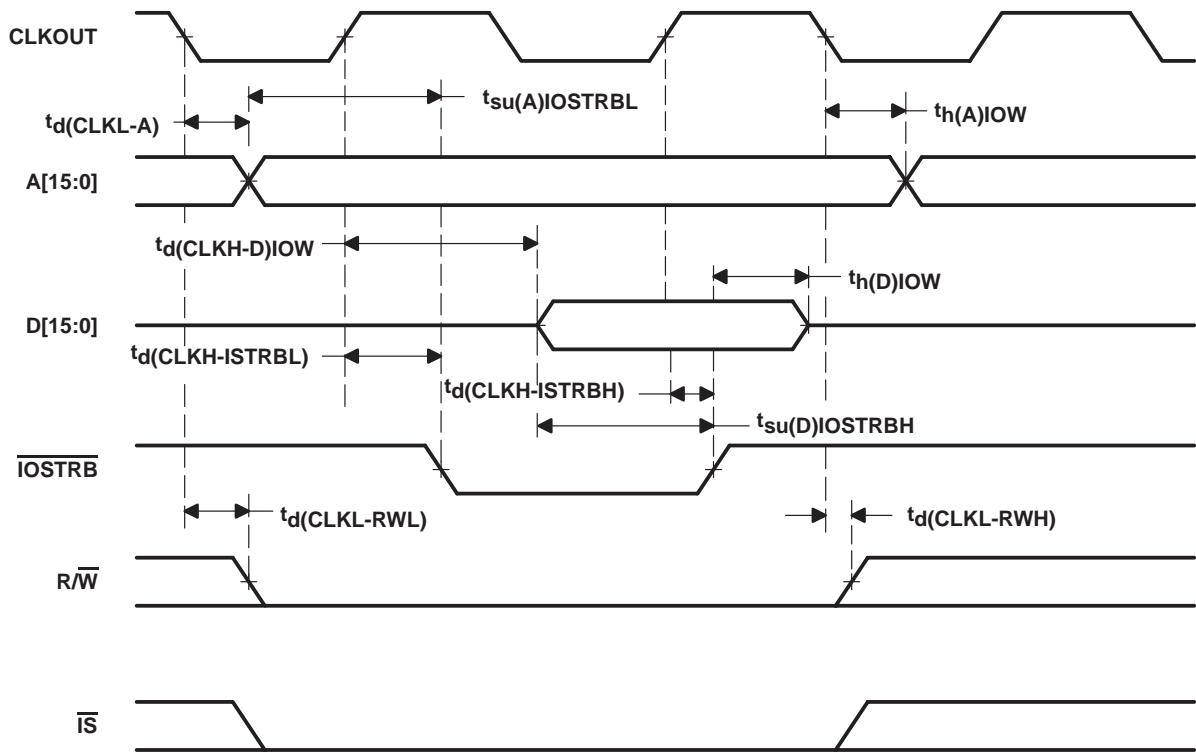 CLKOUT
tsu(A)IOSTRBL
td(CLKL-A)
th(A)IOW
A[15:0]
td(CLKH-D)IOW
th(D)IOW
D[15:0]
td(CLKH-ISTRBL)
td(CLKH-ISTRBH)
tsu(D)IOSTRBH
IOSTRB
td(CLKL-RWL)
td(CLKL-RWH)
R/W
IS